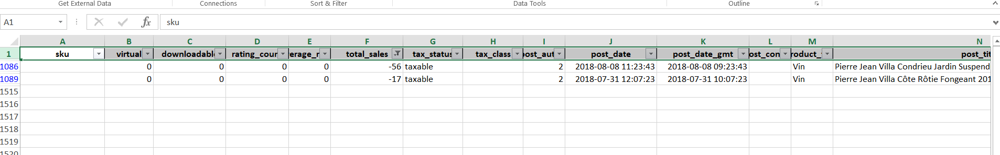 Get External Data Connections Sort & Filter Data Tools Outline
A1 fx sku
A B C D E F G H I J K L M N
1 sku virtual downloadable rating_cour erage_r total_sales tax_status tax_class post_aut post_date post_date_gmt ost_con roduct_ post_tit
1086 0 0 0 0 -56 taxable 2 2018-08-08 11:23:43 2018-08-08 09:23:43 Vin Pierre Jean Villa Condrieu Jardin Suspend
1089 0 0 0 0 -17 taxable 2 2018-07-31 12:07:23 2018-07-31 10:07:23 Vin Pierre Jean Villa Côte Rôtie Fongeant 201
1515
1516
1517
1518
1519
1520